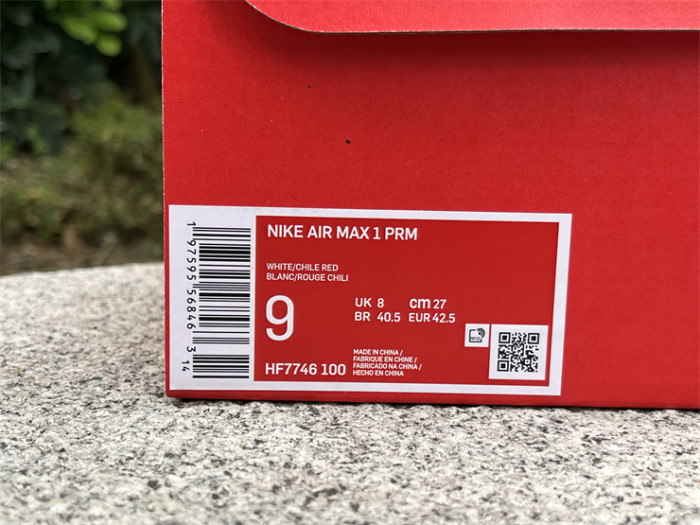 NIKE AIR MAX 1 PRM
WHITE/CHILE RED
BLANC/ROUGE CHILI
9
UK 8 cm 27
BR 40.5 EUR 42.5
HF7746 100
MADE IN CHINA /
FABRIQUE EN CHINE /
FABRICADO NA CHINA /
HECHO EN CHINA
1 97595 56846 3 14